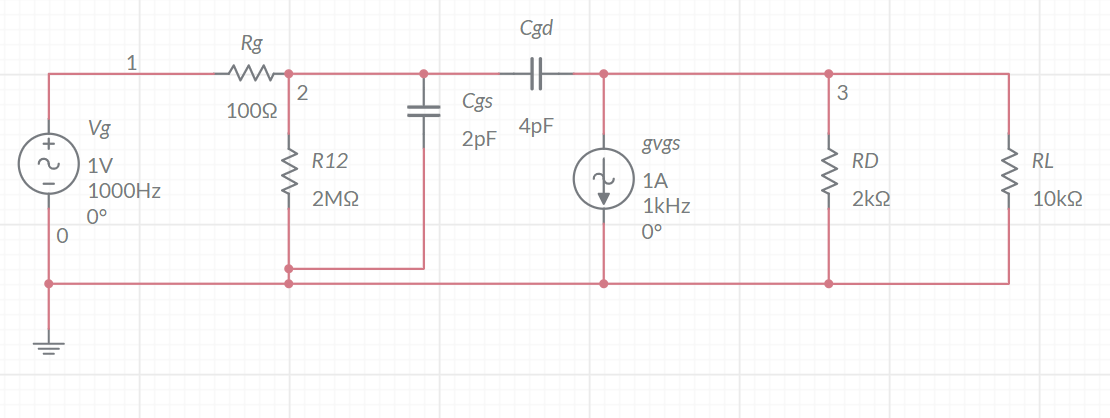 Cgd
Rg
1
100Ω
2
Cgs
2pF
4pF
3
Vg
1V
1000Hz
0°
R12
2MΩ
gvgs
1A
1kHz
0°
RD
2kΩ
RL
10kΩ
0